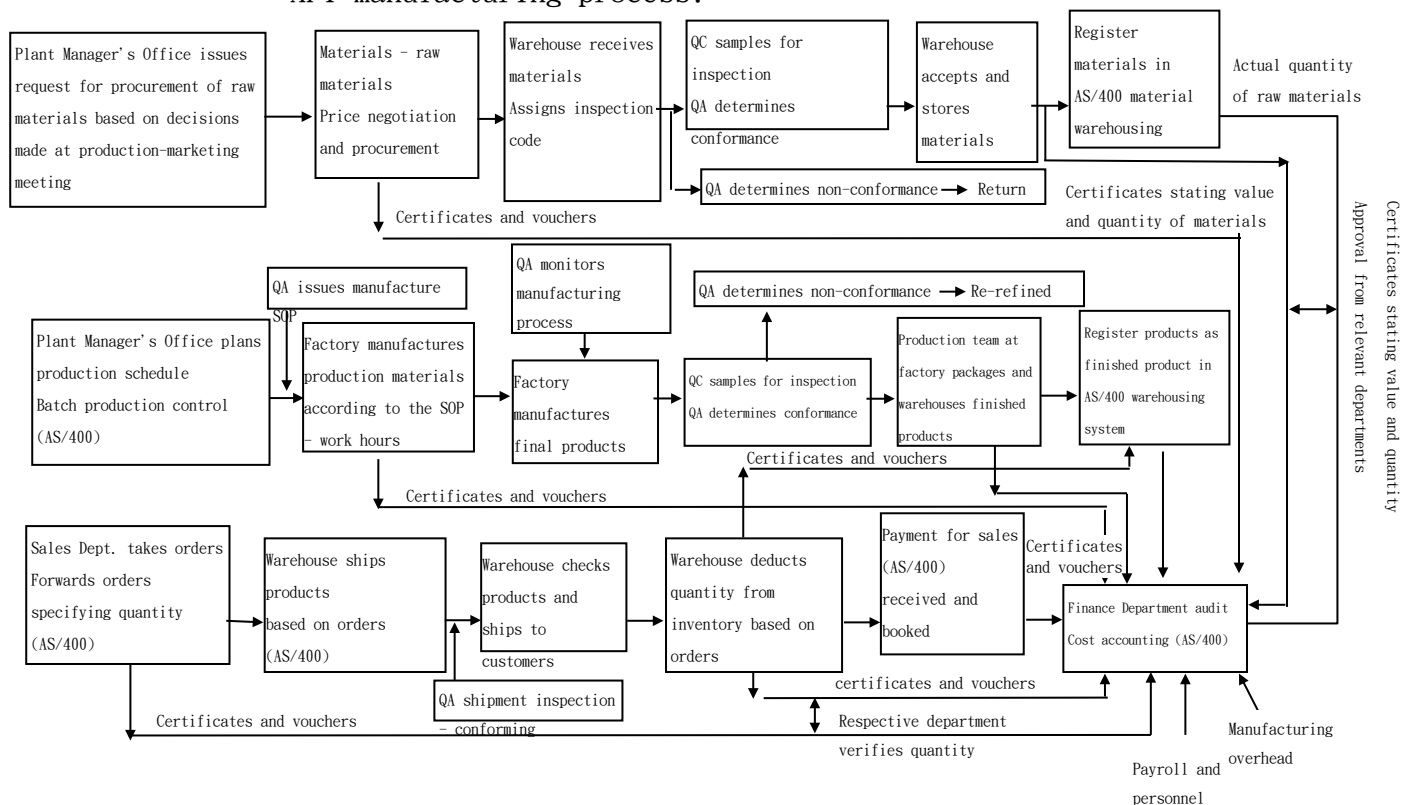 API manufacturing process:
Plant Manager's Office issues
request for procurement of raw
materials based on decisions
made at production-marketing
meeting
Materials - raw
materials
Price negotiation
and procurement
Warehouse receives
materials
Assigns inspection
code
QC samples for
inspection
QA determines
conformance
Warehouse
accepts and
stores
materials
Register
materials in
AS/400 material
warehousing
Actual quantity
of raw materials
QA determines non-conformance
Return
Certificates and vouchers
Certificates stating value
and quantity of materials
Certificates stating value and quantity
Approval from relevant departments
QA issues manufacture
SOP
QA monitors
manufacturing
process
QA determines non-conformance
Re-refined
Plant Manager's Office plans
production schedule
Batch production control
(AS/400)
Factory manufactures
production materials
according to the SOP
- work hours
Factory
manufactures
final products
QC samples for inspection
QA determines conformance
Production team at
factory packages and
warehouses finished
products
Register products as
finished product in
AS/400 warehousing
system
Certificates and vouchers
Certificates and vouchers
Sales Dept. takes orders
Forwards orders
specifying quantity
(AS/400)
Warehouse ships
products
based on orders
(AS/400)
Warehouse checks
products and
ships to
customers
Warehouse deducts
quantity from
inventory based on
orders
Payment for sales
(AS/400)
received and
booked
Certificates
and vouchers
Finance Department audit
Cost accounting (AS/400)
QA shipment inspection
- conforming
certificates and vouchers
Certificates and vouchers
Respective department
verifies quantity
Manufacturing
overhead
Payroll and
personnel